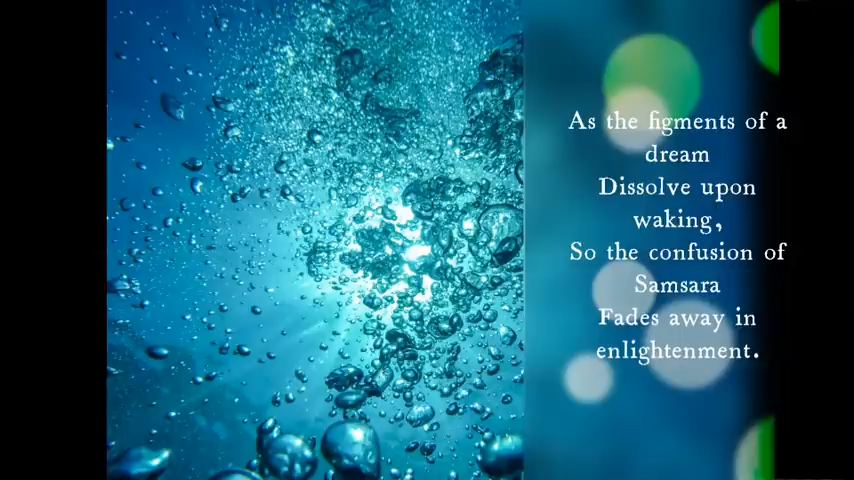 As the figments of a
dream
Dissolve upon
waking,
So the confusion of
Samsara
Fades away in
enlightenment.